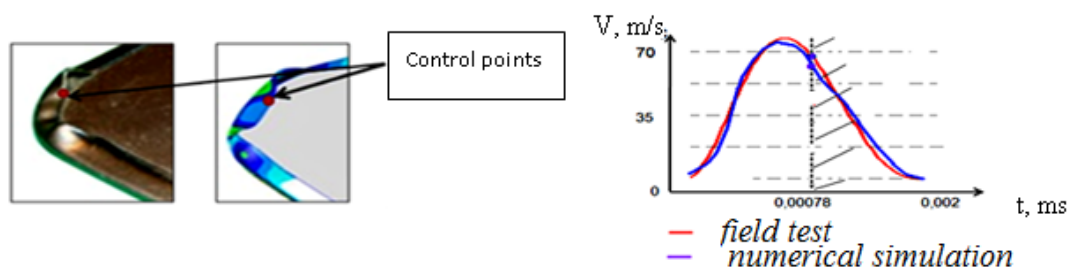 Control points
V, m/s
70
35
0
0,00078
0,002
t, ms
field test
numerical simulation